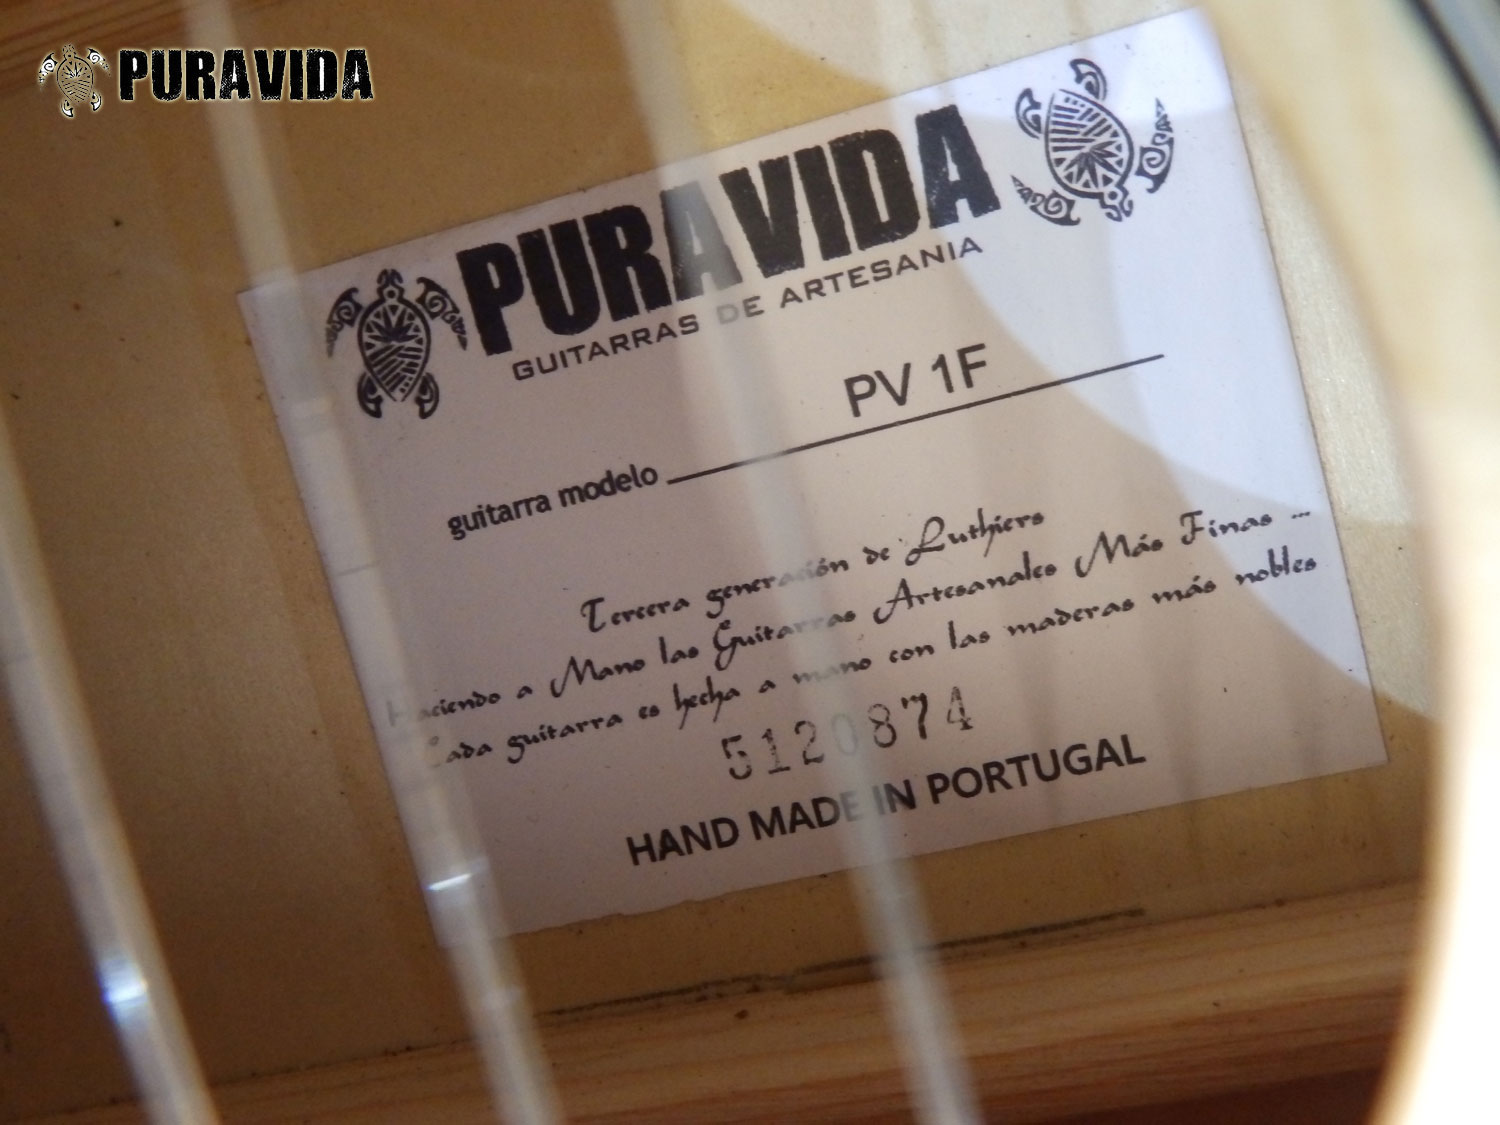 PURAVIDA
PURAVIDA
GUITARRAS DE ARTESANIA
guitarra modelo PV 1F
Tercera generación de Luthiers
Haciendo a Mano las Guitarras Artesanales Más Finas ...
Cada guitarra es hecha a mano con las maderas más nobles
5120874
HAND MADE IN PORTUGAL